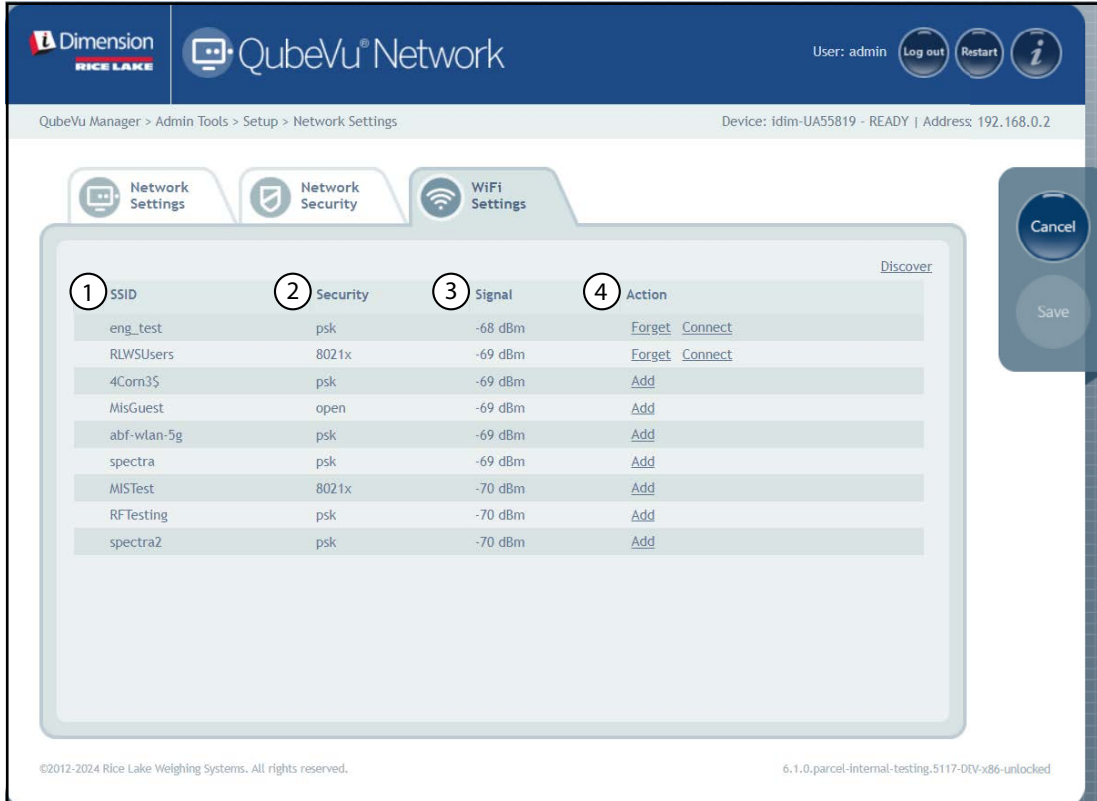 i Dimension
RICE LAKE
QubeVu® Network
User: admin
Log out
Restart
i
QubeVu Manager > Admin Tools > Setup > Network Settings
Device: idim-UA55819 - READY | Address: 192.168.0.2
Network
Settings
Network
Security
WiFi
Settings
Cancel
Save
Discover
1 SSID 2 Security 3 Signal 4 Action
eng_test psk -68 dBm Forget Connect
RLWSUsers 8021x -69 dBm Forget Connect
4Corn3$ psk -69 dBm Add
MisGuest open -69 dBm Add
abf-wlan-5g psk -69 dBm Add
spectra psk -69 dBm Add
MISTest 8021x -70 dBm Add
RFTesting psk -70 dBm Add
spectra2 psk -70 dBm Add
©2012-2024 Rice Lake Weighing Systems. All rights reserved.
6.1.0.parcel-internal-testing.5117-DEV-x86-unlocked